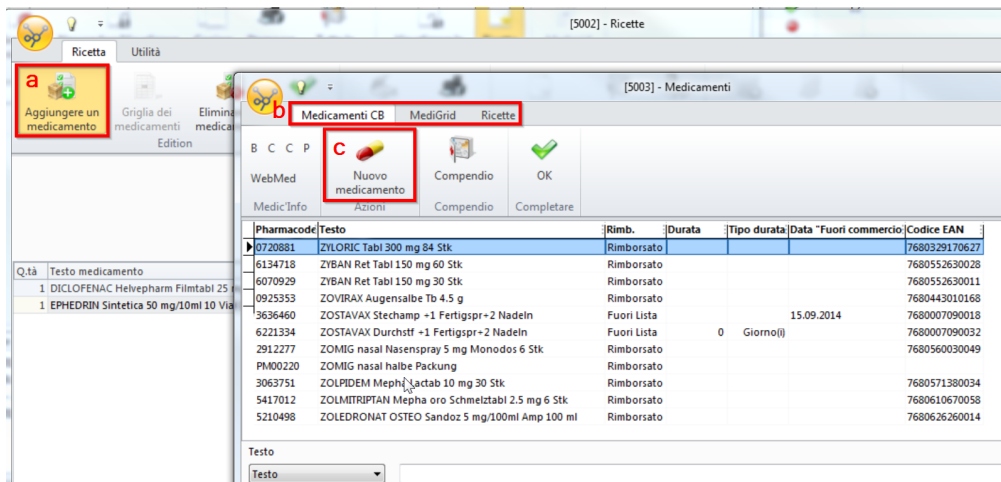 [5002] - Ricette
Ricetta Utilità
a
Aggiungere un medicamento
Griglia dei medicamenti
Edition
[5003] - Medicamenti
b
Medicamenti CB MediGrid Ricette
B C C P
WebMed
Medic'Info
c
Nuovo medicamento
Azioni
Compendio
Compendio
OK
Completare
Pharmacode Testo Rimb. Durata Tipo durata Data "Fuori commercio Codice EAN
0720881 ZYLORIC Tabl 300 mg 84 Stk Rimborsato 7680329170627
6134718 ZYBAN Ret Tabl 150 mg 60 Stk Rimborsato 7680552630028
6070929 ZYBAN Ret Tabl 150 mg 30 Stk Rimborsato 7680552630011
0925353 ZOVIRAX Augensalbe Tb 4.5 g Rimborsato 7680443010168
3636460 ZOSTAVAX Stechamp +1 Fertigspr+2 Nadeln Fuori Lista 15.09.2014 7680007090018
6221334 ZOSTAVAX Durchstf +1 Fertigspr+2 Nadeln Fuori Lista 0 Giorno(i) 7680007090032
2912277 ZOMIG nasal Nasenspray 5 mg Monodos 6 Stk Rimborsato 7680560030049
PM00220 ZOMIG nasal halbe Packung Rimborsato
3063751 ZOLPIDEM Mepha Lactab 10 mg 30 Stk Rimborsato 7680571380034
5417012 ZOLMITRIPTAN Mepha oro Schmelztabl 2.5 mg 6 Stk Rimborsato 7680610670058
5210498 ZOLEDRONAT OSTEO Sandoz 5 mg/100ml Amp 100 ml Rimborsato 7680626260014
Q.tà Testo medicamento
1 DICLOFENAC Helvepharm Filmtabl 25
1 EPHEDRIN Sintetica 50 mg/10ml 10
Testo
Testo